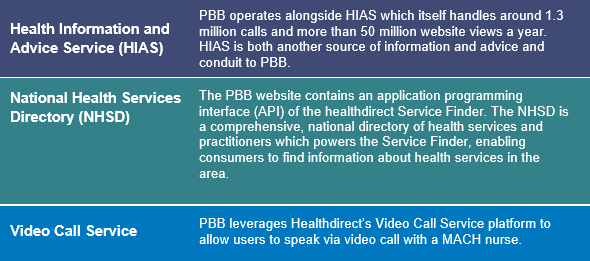 Health Information and
Advice Service (HIAS)
PBB operates alongside HIAS which itself handles around 1.3
million calls and more than 50 million website views a year.
HIAS is both another source of information and advice and
conduit to PBB.
National Health Services
Directory (NHSD)
The PBB website contains an application programming
interface (API) of the healthdirect Service Finder. The NHSD is
a comprehensive, national directory of health services and
practitioners which powers the Service Finder, enabling
consumers to find information about health services in the
area.
Video Call Service
PBB leverages Healthdirect's Video Call Service platform to
allow users to speak via video call with a MACH nurse.